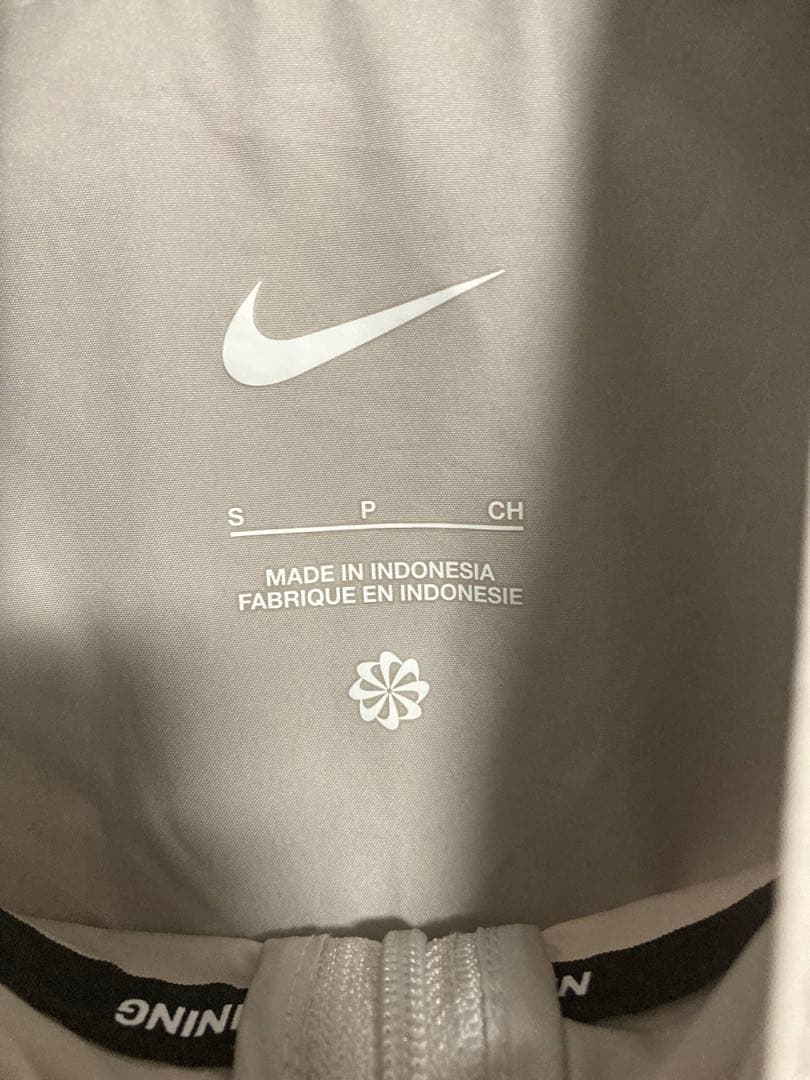 S P CH
MADE IN INDONESIA
FABRIQUE EN INDONESIE